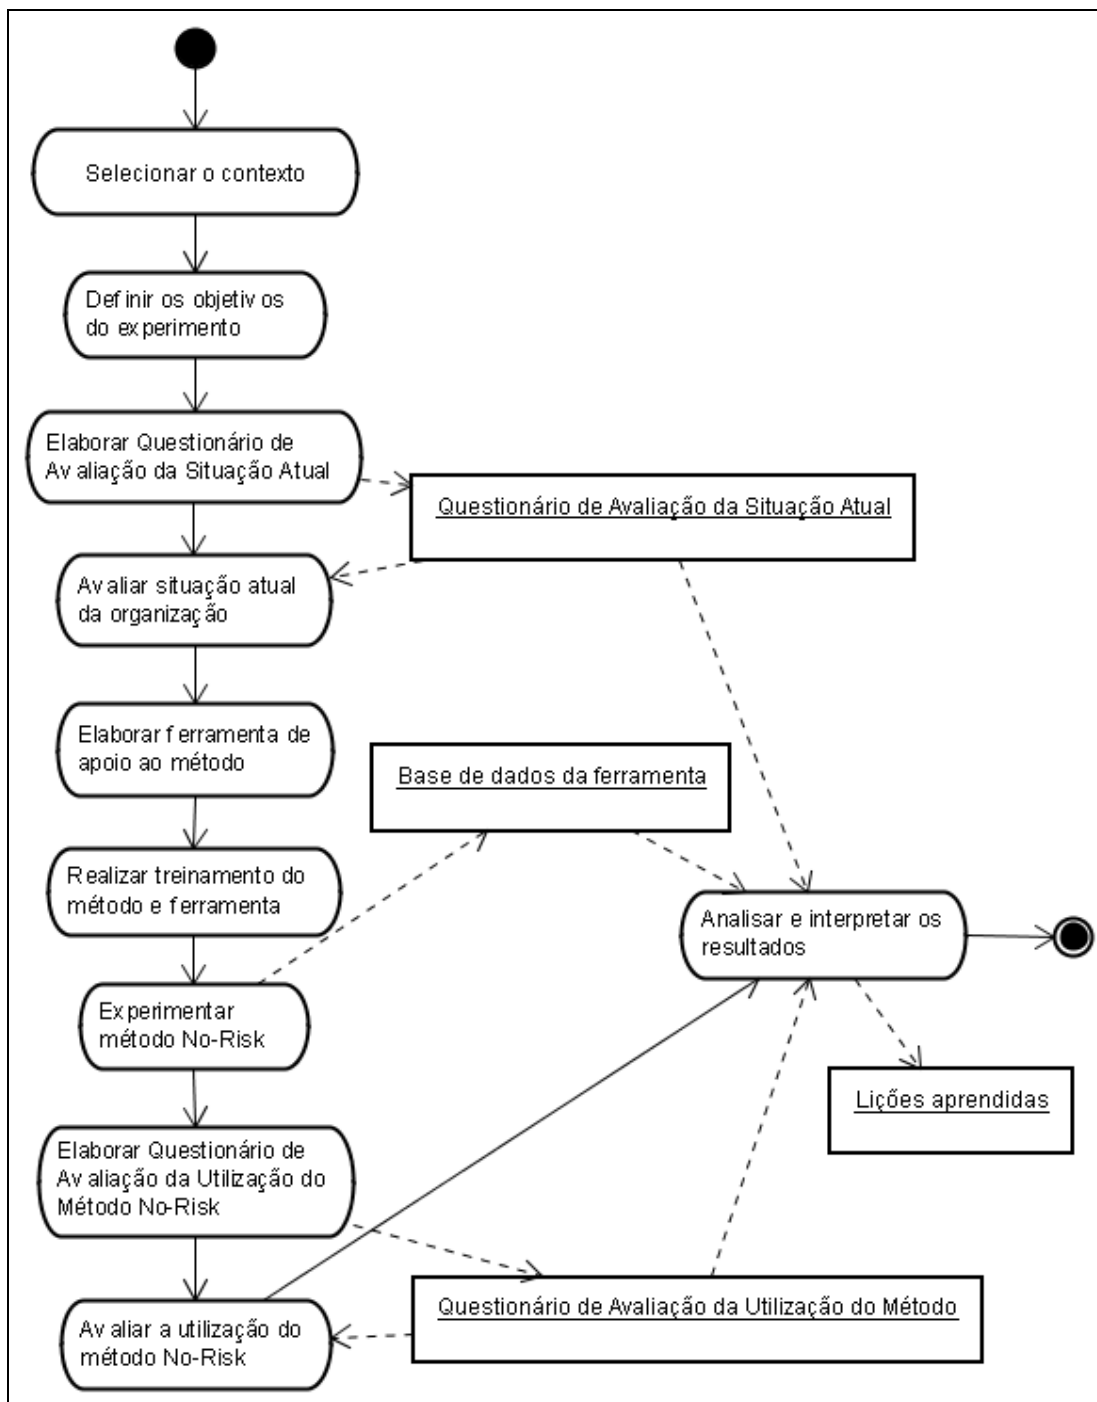 Selecionar o contexto
Definir os objetivos
do experimento
Elaborar Questionário de
Avaliação da Situação Atual
Questionário de Avaliação da Situação Atual
Avaliar situação atual
da organização
Elaborar ferramenta de
apoio ao método
Base de dados da ferramenta
Realizar treinamento do
método e ferramenta
Analisar e interpretar os
resultados
Experimentar
método No-Risk
Lições aprendidas
Elaborar Questionário de
Avaliação da Utilização do
Método No-Risk
Questionário de Avaliação da Utilização do Método
Avaliar a utilização do
método No-Risk